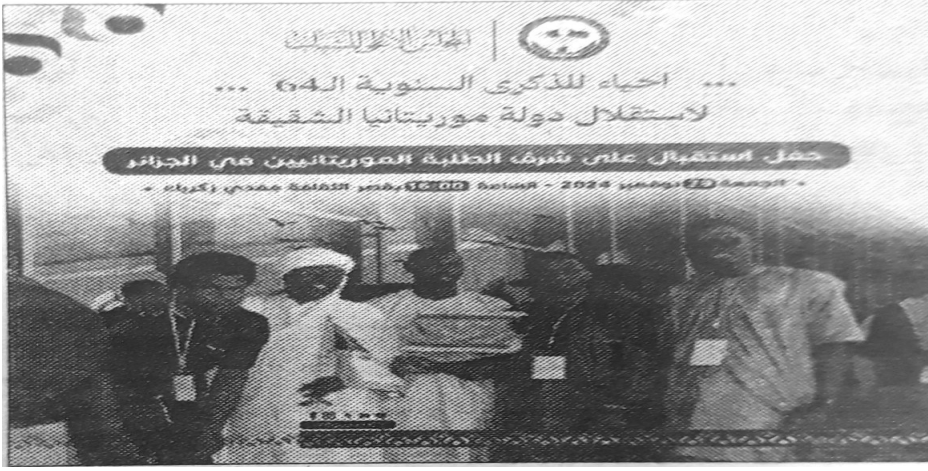 المجلس الأعلى للشباب
... احياء للذكرى السنوية الـ64 ...
لاستقلال دولة موريتانيا الشقيقة
حفل استقبال على شرف الطلبة الموريتانيين في الجزائر
• الجمعة 29 نوفمبر 2024 - الساعة 16:00 بقصر الثقافة مفدي زكرياء •